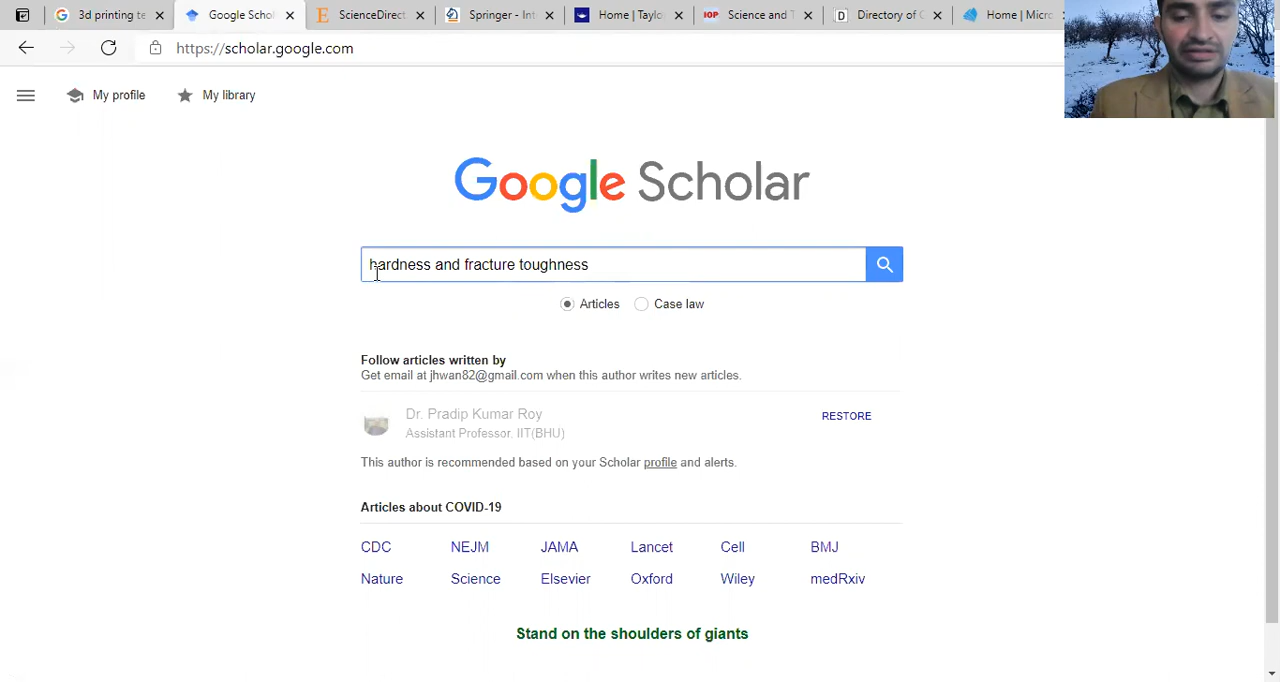 3d printing te
Google Schol
ScienceDirect
Springer - Int
Home | Taylo
IOP
Science and T
Directory of O
Home | Micro
https://scholar.google.com
My profile
My library
Google Scholar
hardness and fracture toughness
Articles
Case law
Follow articles written by
Get email at jhwan82@gmail.com when this author writes new articles.
Dr. Pradip Kumar Roy
RESTORE
Assistant Professor. IIT(BHU)
This author is recommended based on your Scholar profile and alerts.
Articles about COVID-19
CDC
NEJM
JAMA
Lancet
Cell
BMJ
Nature
Science
Elsevier
Oxford
Wiley
medRxiv
Stand on the shoulders of giants